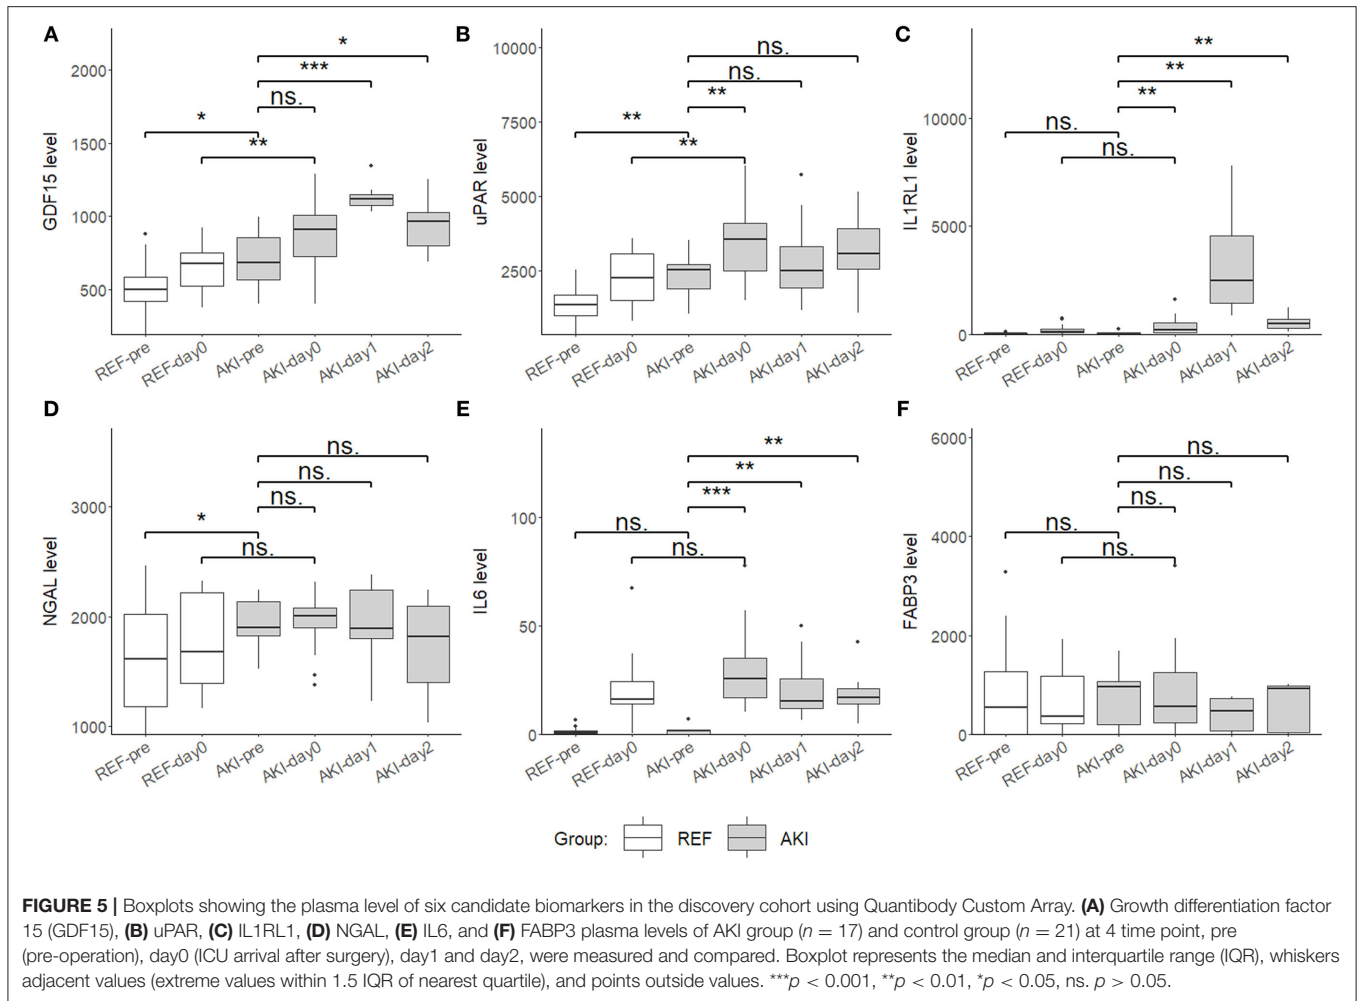 A
GDF15 level
2000
1500
1000
500
*
***
ns.
*
**
REF-pre
REF-day0
AKI-pre
AKI-day0
AKI-day1
AKI-day2
B
uPAR level
10000
7500
5000
2500
ns.
ns.
**
**
**
REF-pre
REF-day0
AKI-pre
AKI-day0
AKI-day1
AKI-day2
C
IL1RL1 level
10000
5000
0
**
**
**
ns.
ns.
REF-pre
REF-day0
AKI-pre
AKI-day0
AKI-day1
AKI-day2
D
NGAL level
3000
2000
1000
ns.
ns.
ns.
*
ns.
REF-pre
REF-day0
AKI-pre
AKI-day0
AKI-day1
AKI-day2
E
IL6 level
100
50
0
**
**
***
ns.
ns.
REF-pre
REF-day0
AKI-pre
AKI-day0
AKI-day1
AKI-day2
F
FABP3 level
6000
4000
2000
0
ns.
ns.
ns.
ns.
ns.
REF-pre
REF-day0
AKI-pre
AKI-day0
AKI-day1
AKI-day2
Group: REF AKI
FIGURE 5 | Boxplots showing the plasma level of six candidate biomarkers in the discovery cohort using Quantibody Custom Array. (A) Growth differentiation factor
15 (GDF15), (B) uPAR, (C) IL1RL1, (D) NGAL, (E) IL6, and (F) FABP3 plasma levels of AKI group (n = 17) and control group (n = 21) at 4 time point, pre
(pre-operation), day0 (ICU arrival after surgery), day1 and day2, were measured and compared. Boxplot represents the median and interquartile range (IQR), whiskers
adjacent values (extreme values within 1.5 IQR of nearest quartile), and points outside values. ***p < 0.001, **p < 0.01, *p < 0.05, ns. p > 0.05.